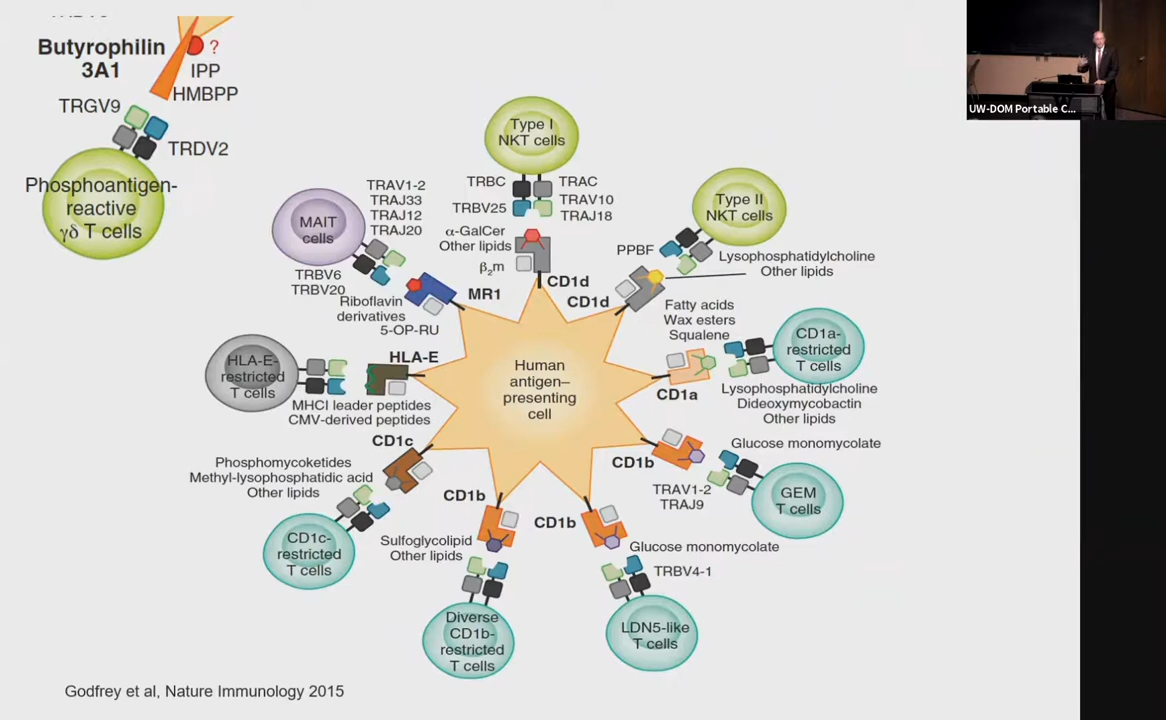 Butyrophilin
3A1
?
IPP
HMBPP
TRGV9
TRDV2
Phosphoantigen-
reactive
γδ T cells
UW-DOM Portable C...
Type I
NKT cells
TRBC
TRAC
TRBV25
TRAV10
TRAJ18
α-GalCer
Other lipids
β2m
CD1d
Type II
NKT cells
PPBF
Lysophosphatidylcholine
Other lipids
CD1d
MAIT
cells
TRAV1-2
TRAJ33
TRAJ12
TRAJ20
TRBV6
TRBV20
Riboflavin
derivatives
5-OP-RU
MR1
Fatty acids
Wax esters
Squalene
CD1a-
restricted
T cells
CD1a
Lysophosphatidylcholine
Dideoxymycobactin
Other lipids
HLA-E-
restricted
T cells
HLA-E
MHCI leader peptides
CMV-derived peptides
Human
antigen–
presenting
cell
CD1b
Glucose monomycolate
TRAV1-2
TRAJ9
GEM
T cells
CD1c
Phosphomycoketides
Methyl-lysophosphatidic acid
Other lipids
CD1c-
restricted
T cells
CD1b
Sulfoglycolipid
Other lipids
Diverse
CD1b-
restricted
T cells
CD1b
Glucose monomycolate
TRBV4-1
LDN5-like
T cells
Godfrey et al, Nature Immunology 2015